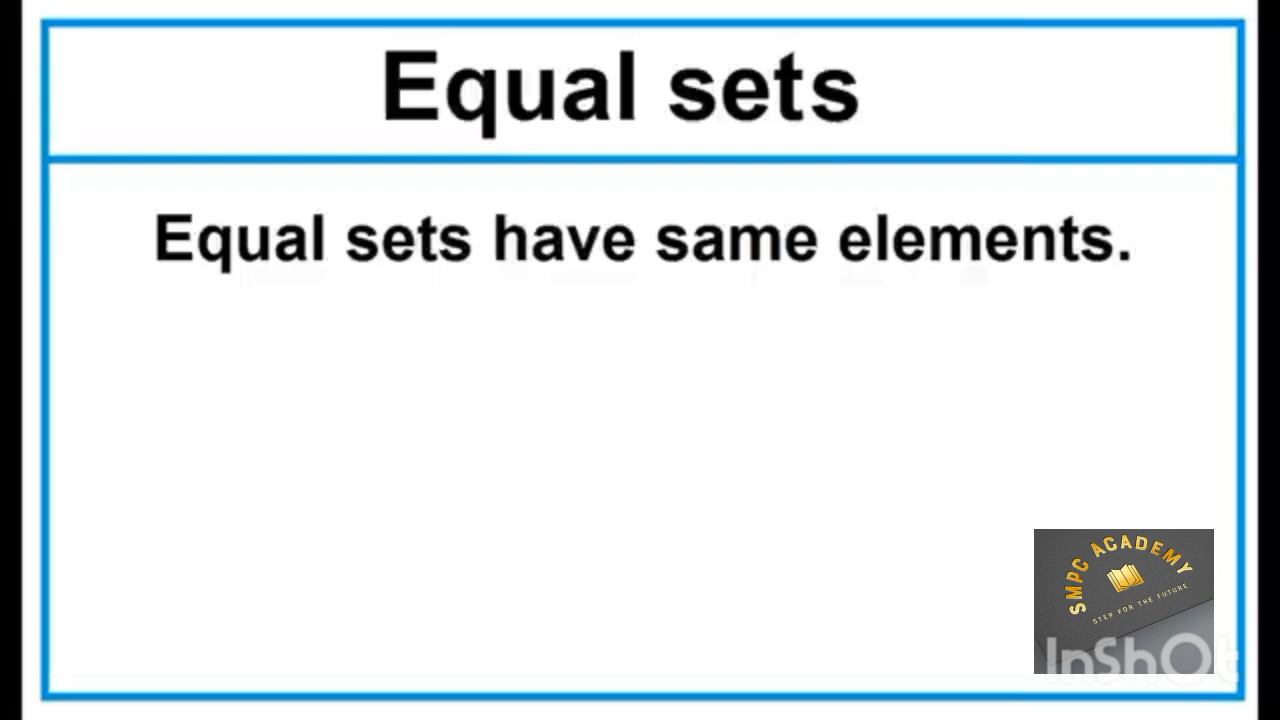 Equal sets
Equal sets have same elements.
SMPC ACADEMY
STEP FOR THE FUTURE
InShOt